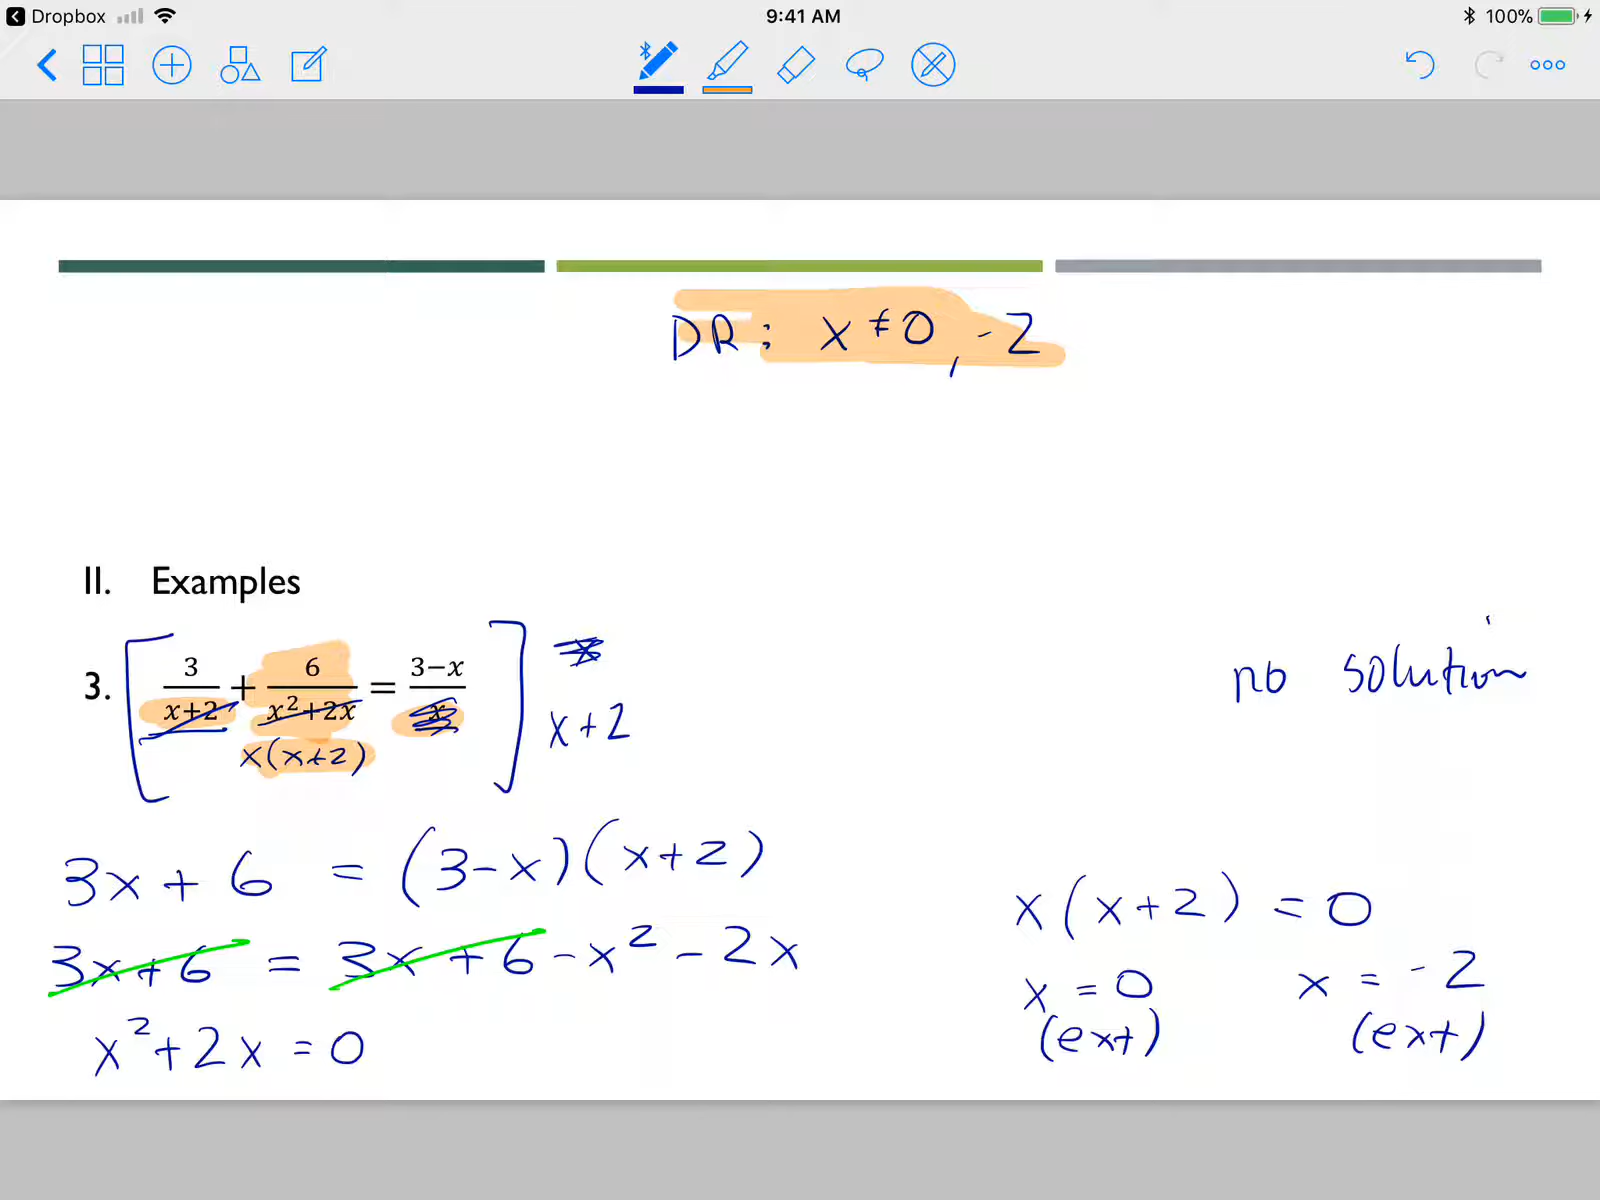 Dropbox 9:41 AM 100%
DR: x ≠ 0, -2
II. Examples
3. [ 3/(x+2) + 6/(x²+2x) = (3−x)/x ] x
x(x+2) x+2
no solution
3x + 6 = (3-x)(x+2)
3x+6 = 3x+6 - x² - 2x
x² + 2x = 0
x(x+2) = 0
x = 0 x = -2
(ext) (ext)